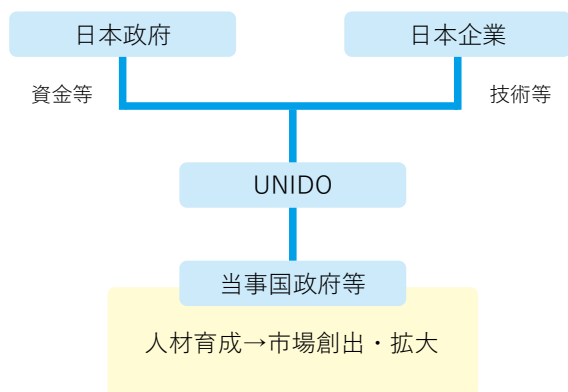 日本政府
日本企業
資金等
技術等
UNIDO
当事国政府等
人材育成→市場創出・拡大